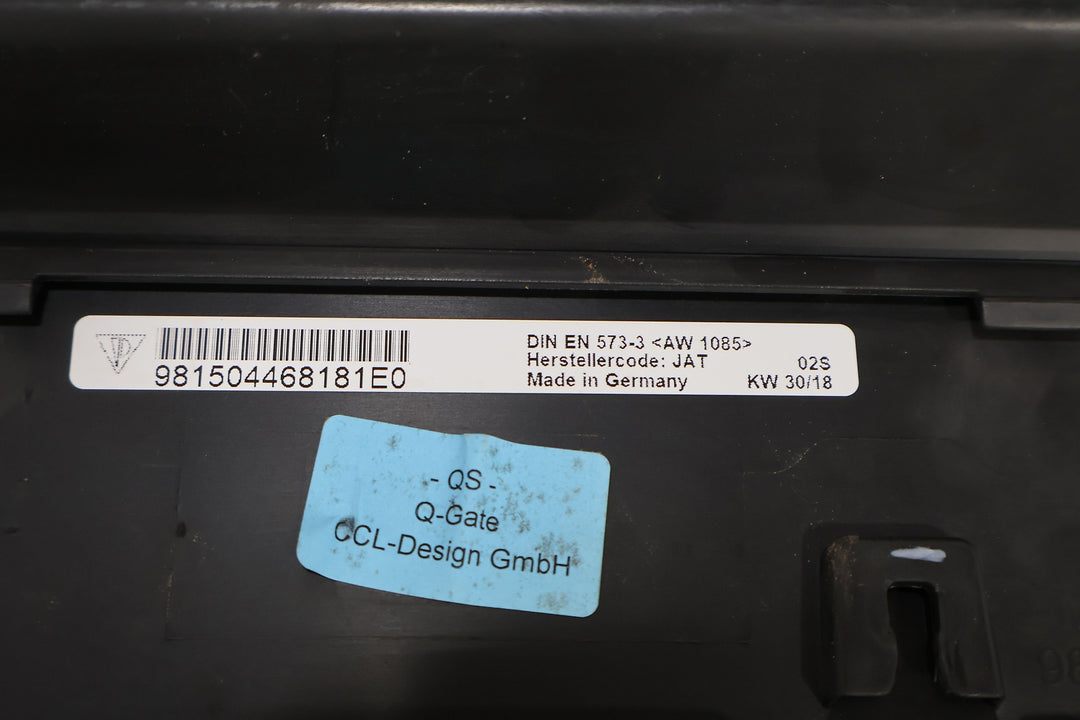 981504468181E0
DIN EN 573-3 <AW 1085>
Herstellercode: JAT
02S
Made in Germany
KW 30/18
- QS -
Q-Gate
CCL-Design GmbH
98